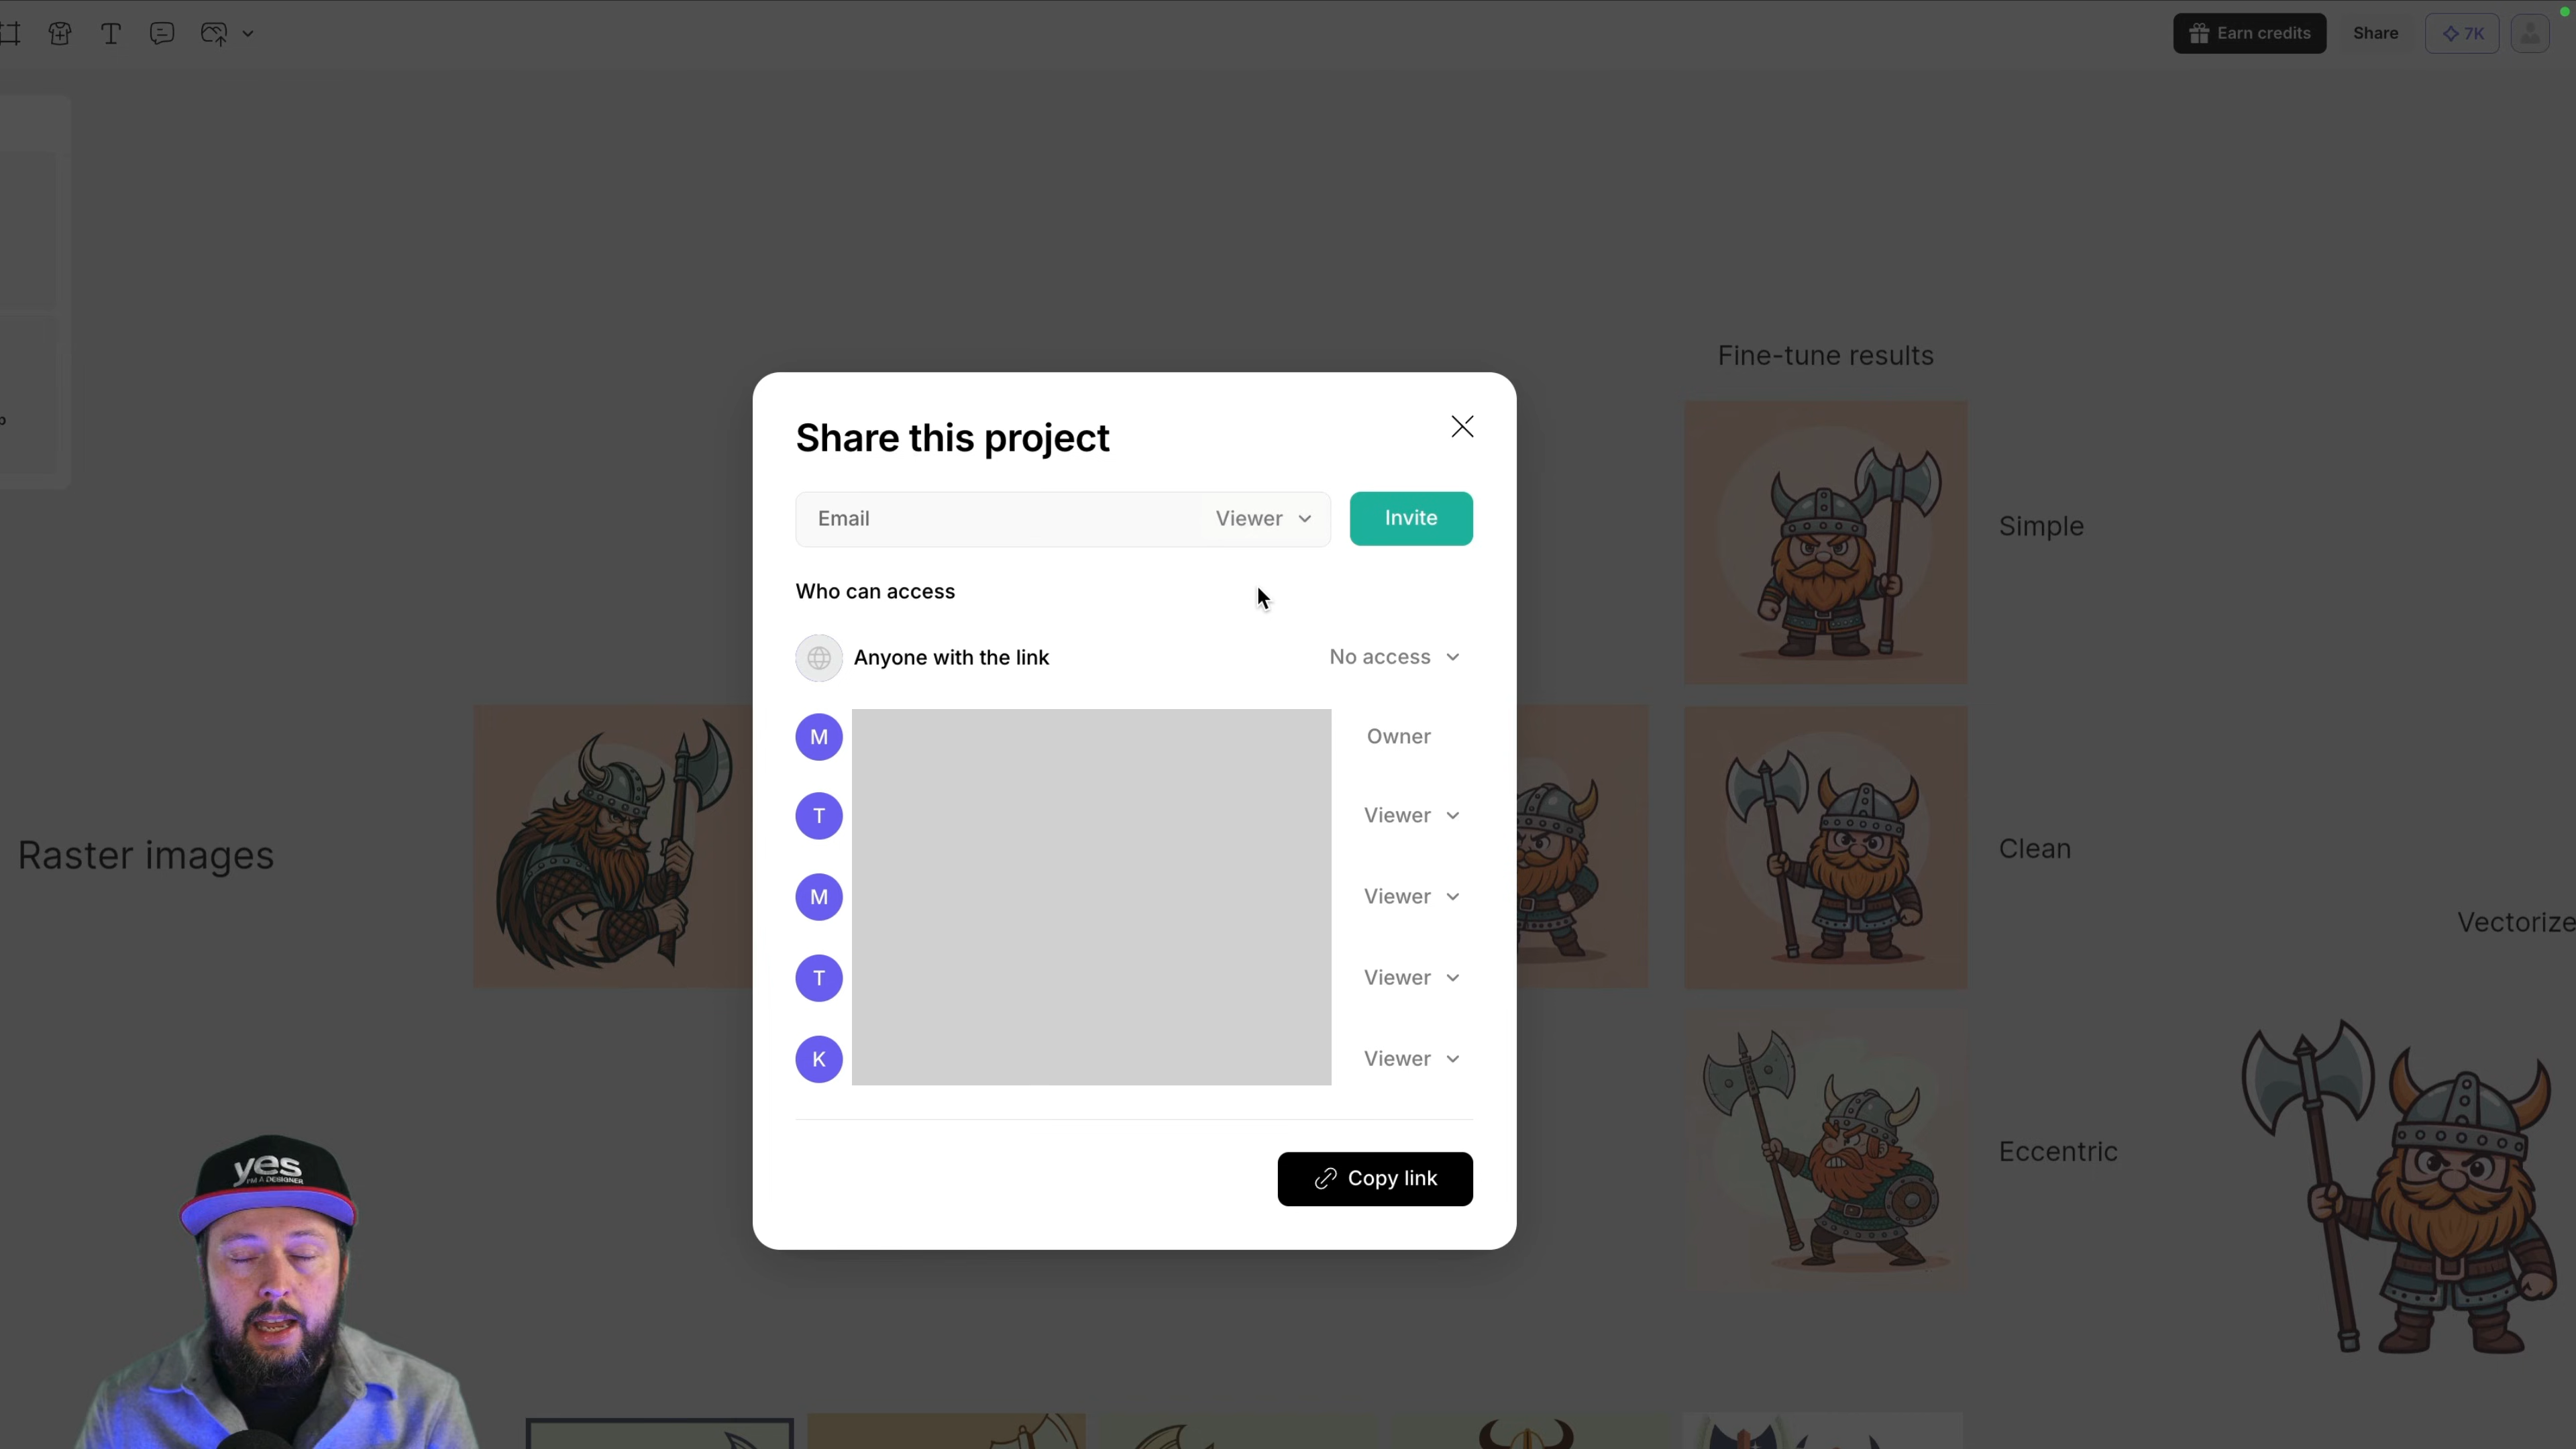 Earn credits
Share
7K
Fine-tune results
Share this project
Email
Viewer
Invite
Simple
Who can access
Anyone with the link
No access
M
Owner
T
Viewer
Raster images
Clean
M
Viewer
Vectorize
T
Viewer
K
Viewer
Eccentric
Copy link
yes
I'M A DESIGNER